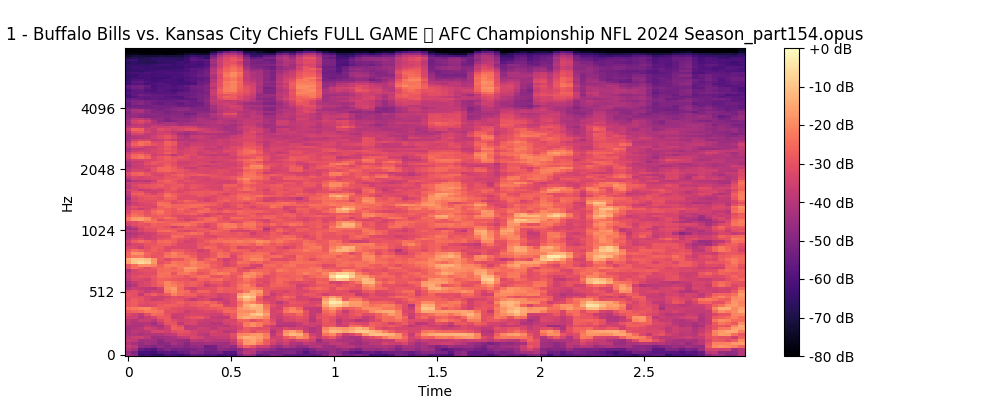 1 - Buffalo Bills vs. Kansas City Chiefs FULL GAME AFC Championship NFL 2024 Season_part154.opus
+0 dB
-10 dB
-20 dB
-30 dB
-40 dB
-50 dB
-60 dB
-70 dB
-80 dB
4096
2048
1024
512
0
Hz
0
0.5
1
1.5
2
2.5
Time